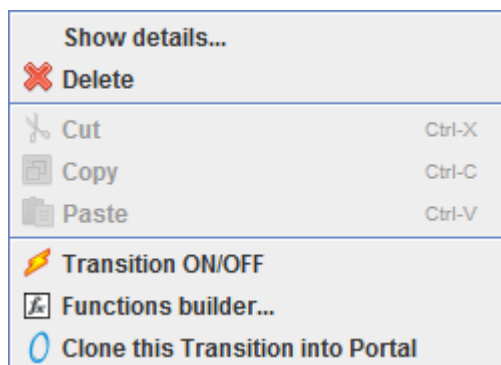 Show details...
Delete
Cut Ctrl-X
Copy Ctrl-C
Paste Ctrl-V
Transition ON/OFF
fx Functions builder...
Clone this Transition into Portal